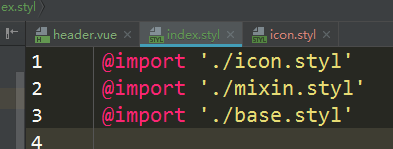 ex.styl
header.vue index.styl icon.styl
1 @import './icon.styl'
2 @import './mixin.styl'
3 @import './base.styl'
4